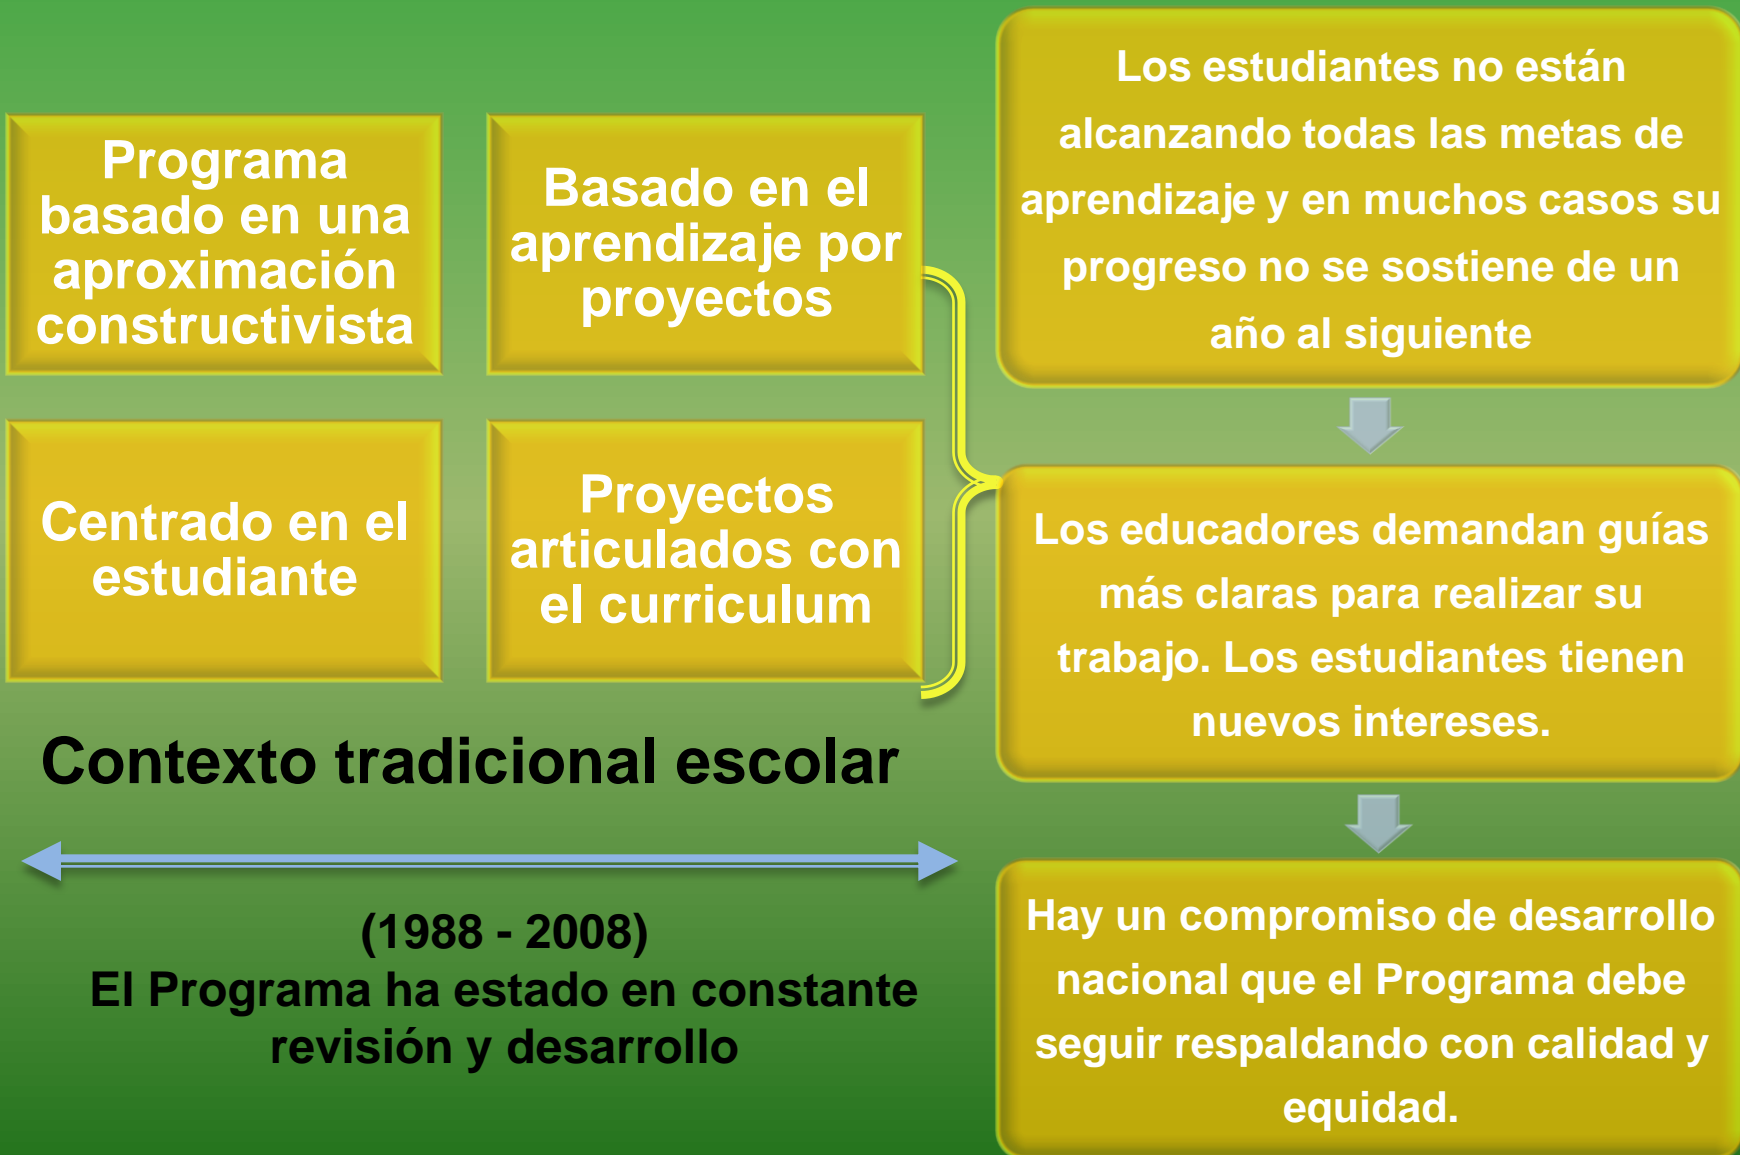 Programa
basado en una
aproximación
constructivista
Basado en el
aprendizaje por
proyectos
Centrado en el
estudiante
Proyectos
articulados con
el curriculum
Contexto tradicional escolar
(1988 - 2008)
El Programa ha estado en constante
revisión y desarrollo
Los estudiantes no están
alcanzando todas las metas de
aprendizaje y en muchos casos su
progreso no se sostiene de un
año al siguiente
Los educadores demandan guías
más claras para realizar su
trabajo. Los estudiantes tienen
nuevos intereses.
Hay un compromiso de desarrollo
nacional que el Programa debe
seguir respaldando con calidad y
equidad.